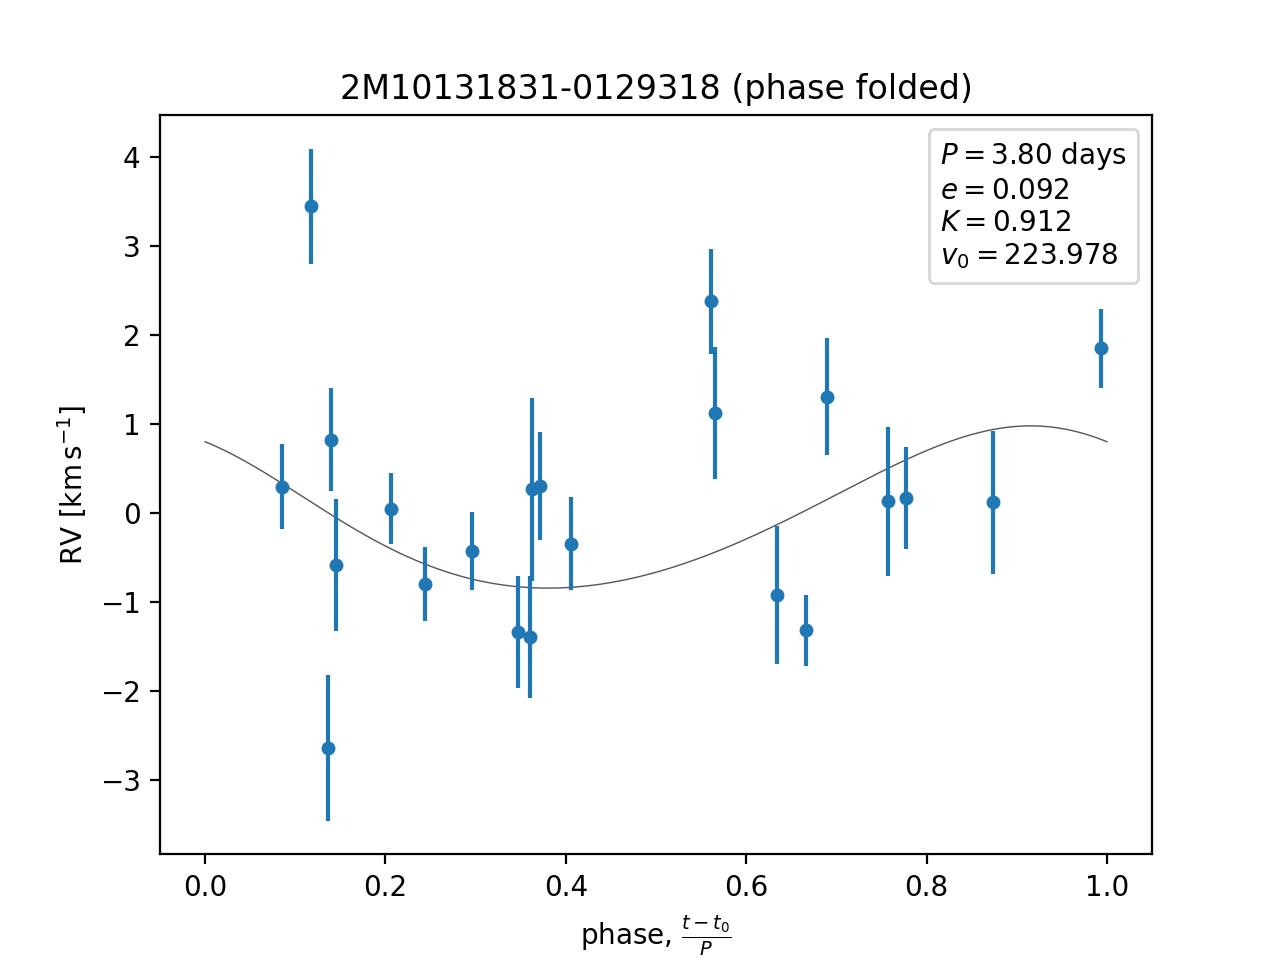 2M10131831-0129318 (phase folded)
P = 3.80 days
e = 0.092
K = 0.912
v₀ = 223.978
4
3
2
1
0
−1
−2
−3
RV [km s⁻¹]
0.0 0.2 0.4 0.6 0.8 1.0
phase, (t − t₀)/P